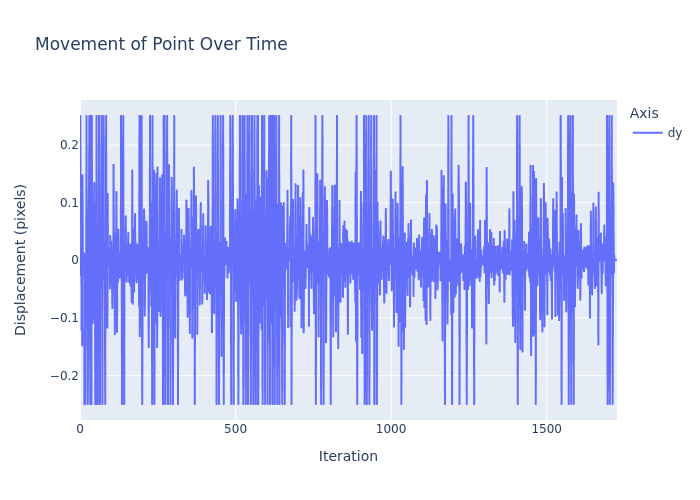 Movement of Point Over Time
Axis
dy
0.2
0.1
0
−0.1
−0.2
0
500
1000
1500
Displacement (pixels)
Iteration